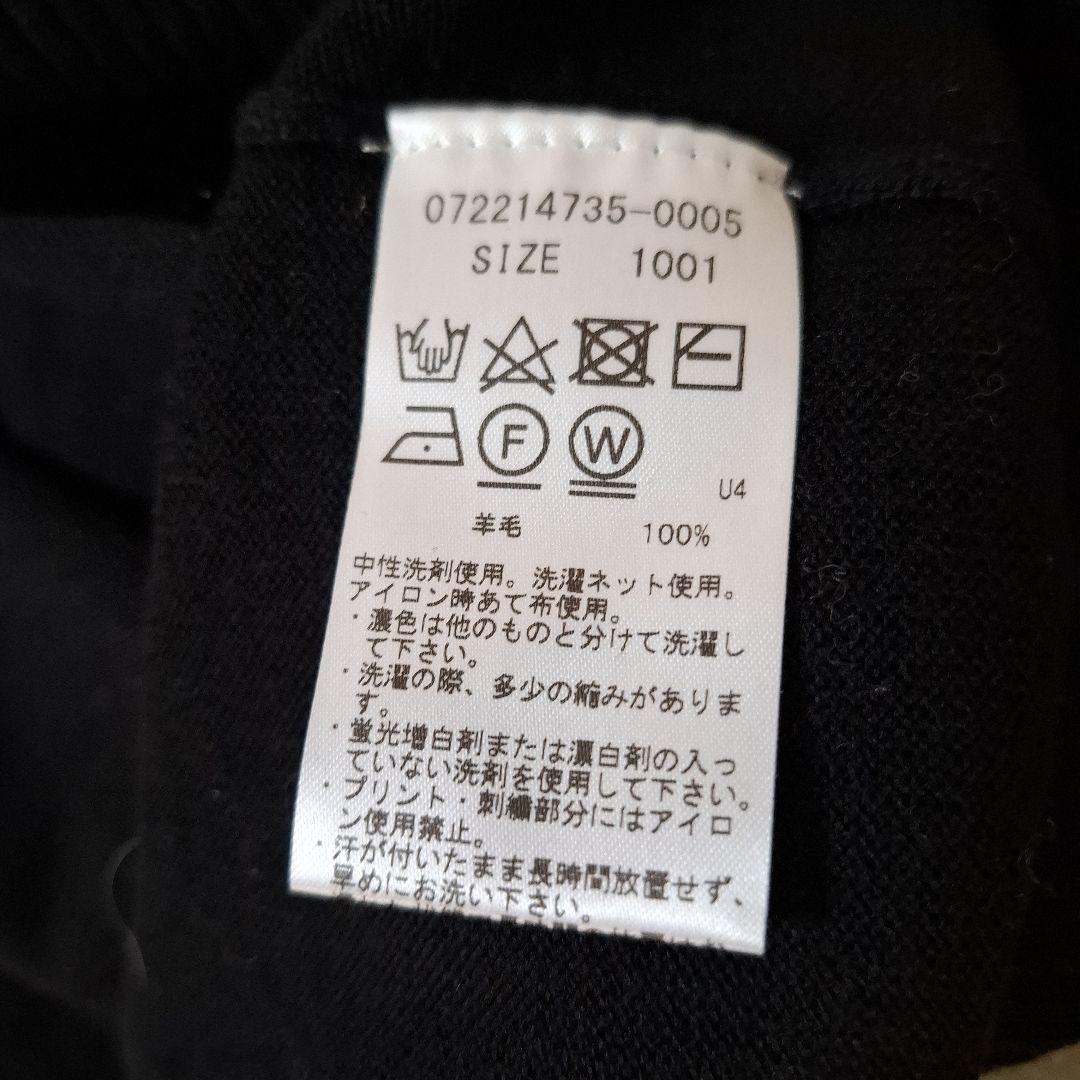 072214735-0005
SIZE 1001
F W
U4
羊毛 100%
中性洗剤使用。洗濯ネット使用。
アイロン時あて布使用。
・濃色は他のものと分けて洗濯し
て下さい。
・洗濯の際、多少の縮みがありま
す。
・蛍光増白剤または漂白剤の入っ
ていない洗剤を使用して下さい。
・プリント・刺繍部分にはアイロ
ン使用禁止。
・汗が付いたまま長時間放置せず、
早めにお洗い下さい。